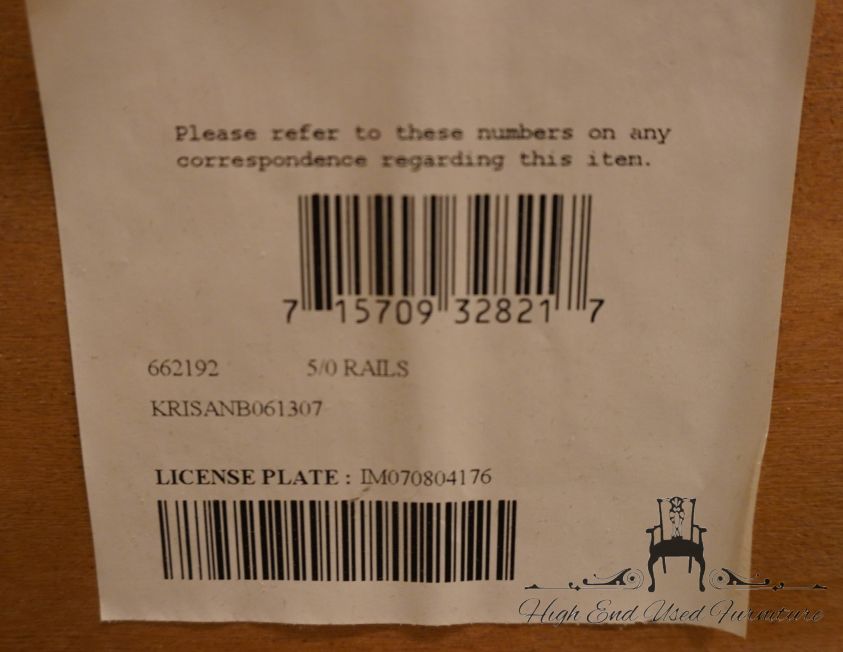 Please refer to these numbers on any
correspondence regarding this item.
7 15709 32821 7
662192 5/0 RAILS
KRISANB061307
LICENSE PLATE : IM070804176
High End Used Furniture